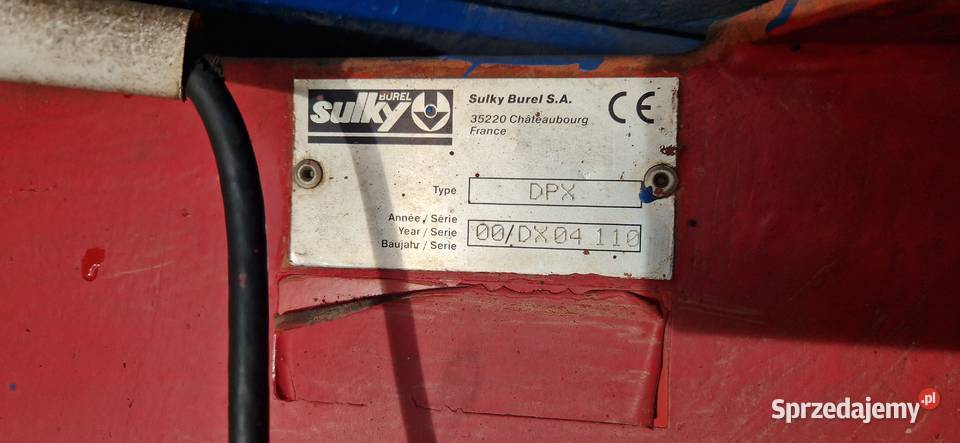 BUREL
sulky
Sulky Burel S.A.
35220 Châteaubourg
France
CE
Type DPX
Année / Série
Year / Serie
Baujahr / Serie
00/DX04 110
Sprzedajemy.pl